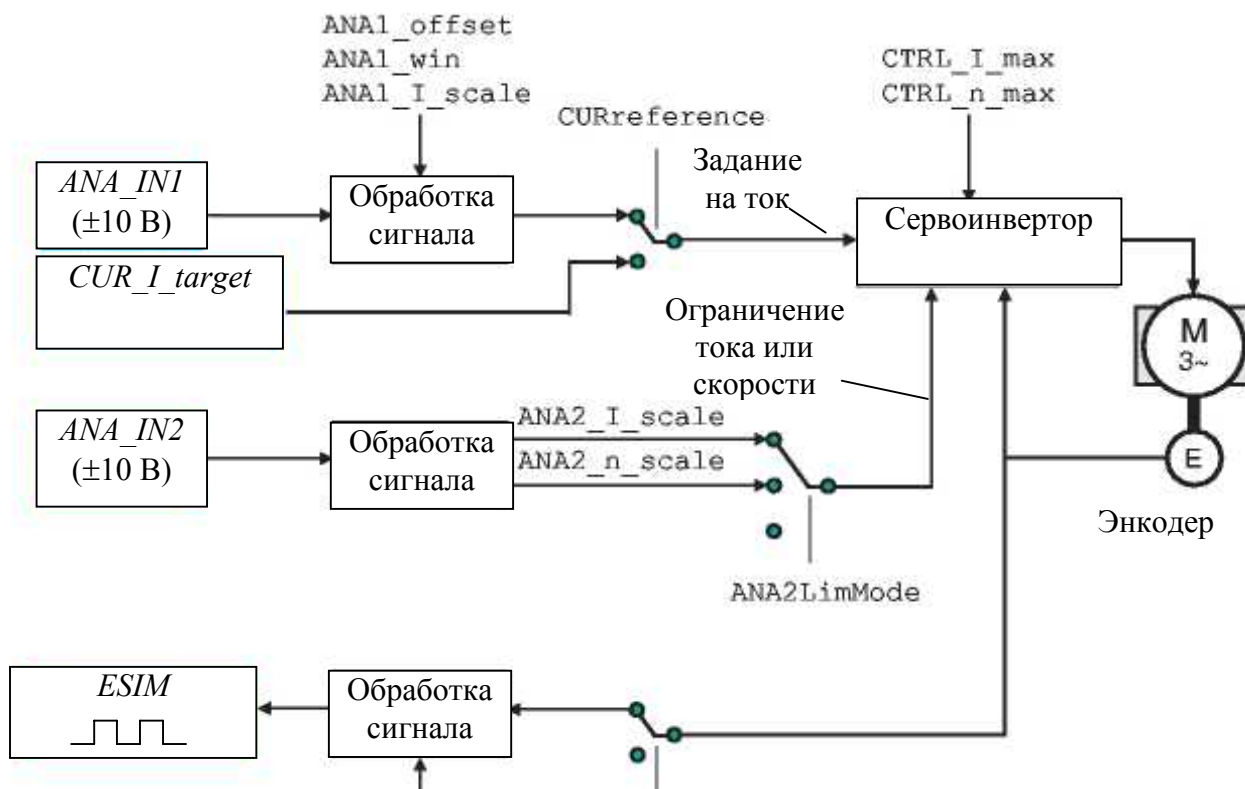 ANA1_offset
ANA1_win
ANA1_I_scale
CURreference
CTRL_I_max
CTRL_n_max
ANA_IN1
(±10 В)
Обработка
сигнала
Задание
на ток
Сервоинвертор
CUR_I_target
Ограничение
тока или
скорости
M
3~
ANA_IN2
(±10 В)
Обработка
сигнала
ANA2_I_scale
ANA2_n_scale
E
Энкодер
ANA2LimMode
ESIM
Обработка
сигнала